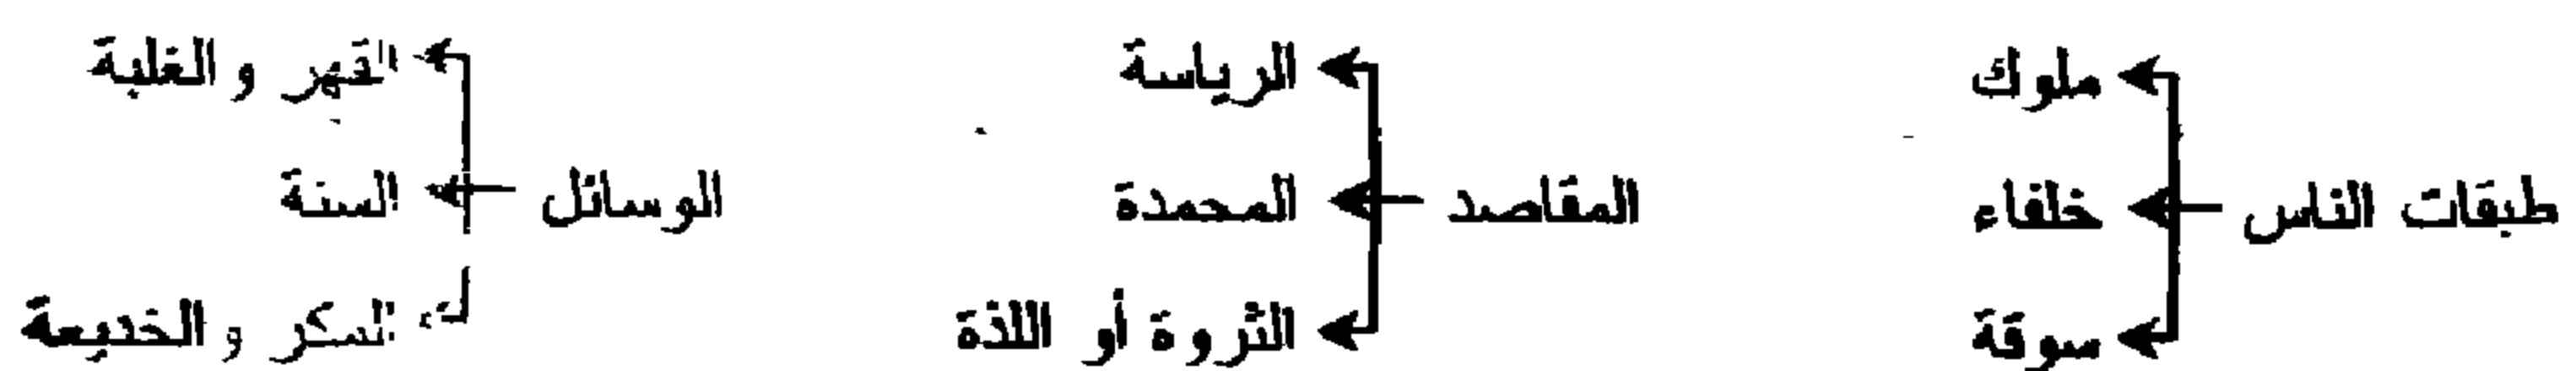 ملوك
طبقات الناس
خلفاء
سوقة
الرياسة
المقاصد
المحمدة
الثروة أو اللذة
القهر و الغلبة
الوسائل
السنة
المكر و الخديعة